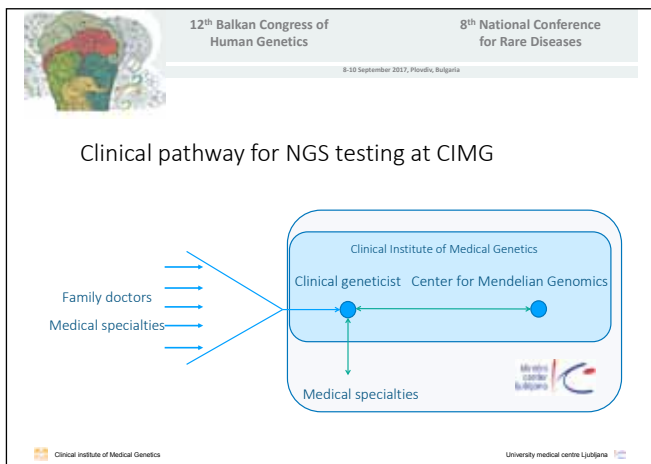 12th Balkan Congress of
Human Genetics
8th National Conference
for Rare Diseases
8-10 September 2017, Plovdiv, Bulgaria
Clinical pathway for NGS testing at CIMG
Clinical Institute of Medical Genetics
Clinical geneticist
Center for Mendelian Genomics
Family doctors
Medical specialties
Medical specialties
Clinical institute of Medical Genetics
University medical centre Ljubljana